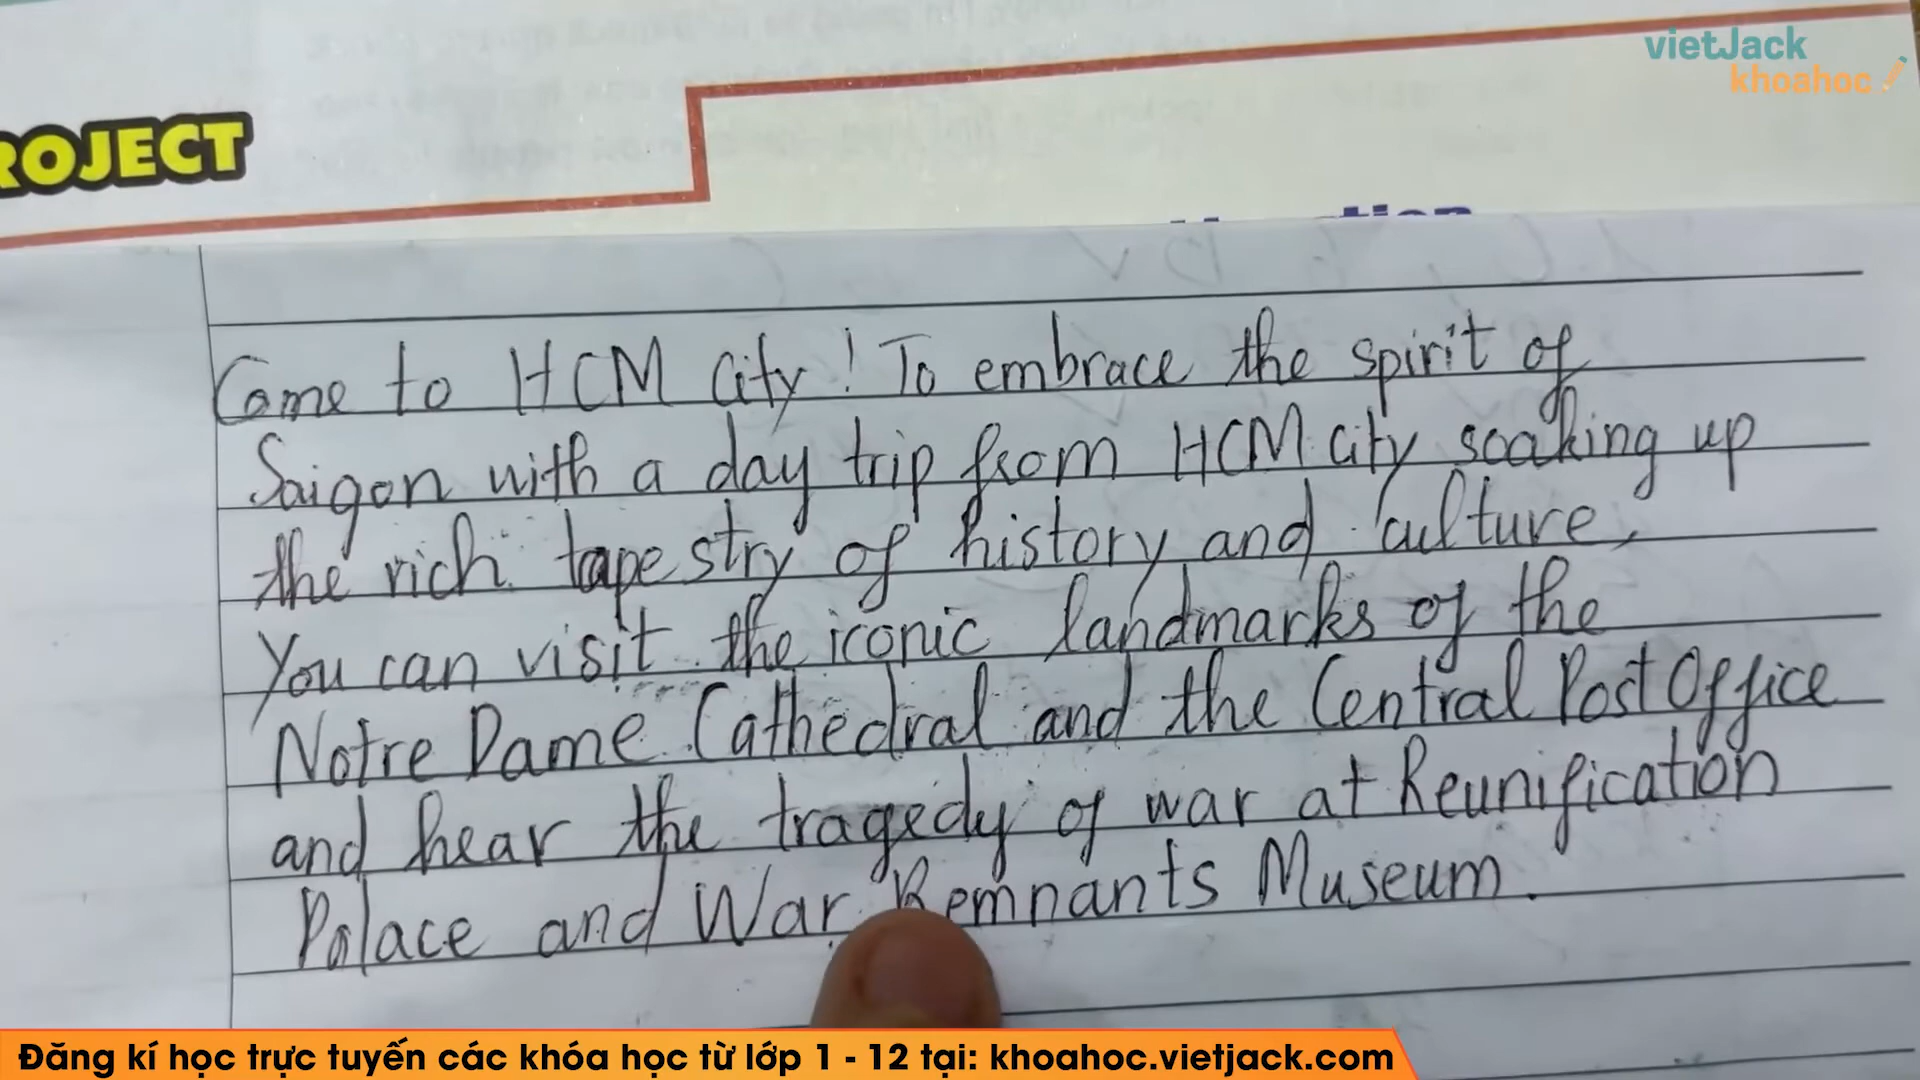 vietJack
khoahoc
ROJECT
Come to HCM City! To embrace the spirit of
Saigon with a day trip from HCM City soaking up
the rich tapestry of history and culture,
You can visit the iconic landmarks of the
Notre Dame Cathedral and the Central Post Office
and hear the tragedy of war at Reunification
Palace and War Remnants Museum.
Đăng kí học trực tuyến các khóa học từ lớp 1 - 12 tại: khoahoc.vietjack.com